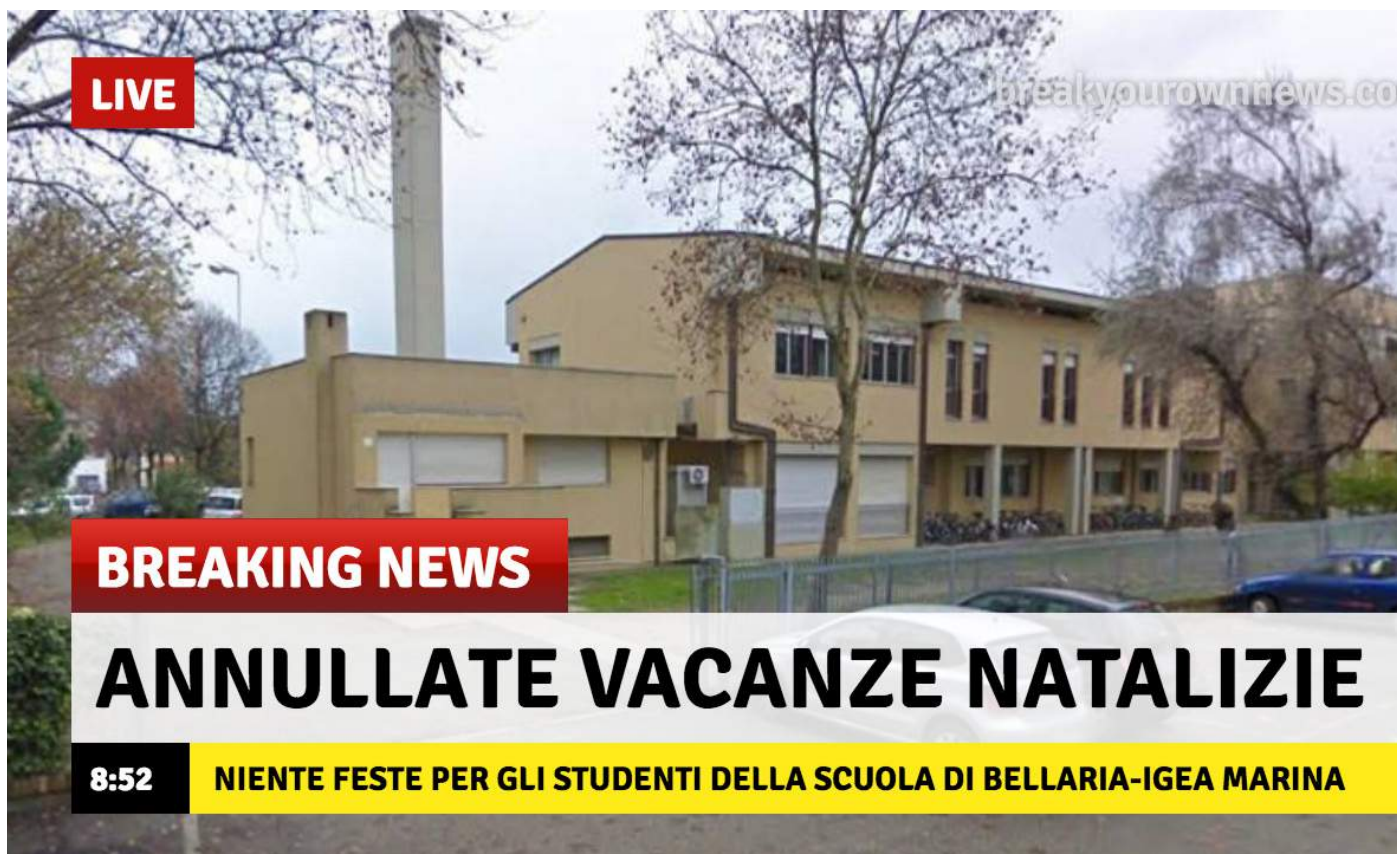 LIVE
breakyourownnews.co
BREAKING NEWS
ANNULLATE VACANZE NATALIZIE
8:52 NIENTE FESTE PER GLI STUDENTI DELLA SCUOLA DI BELLARIA-IGEA MARINA